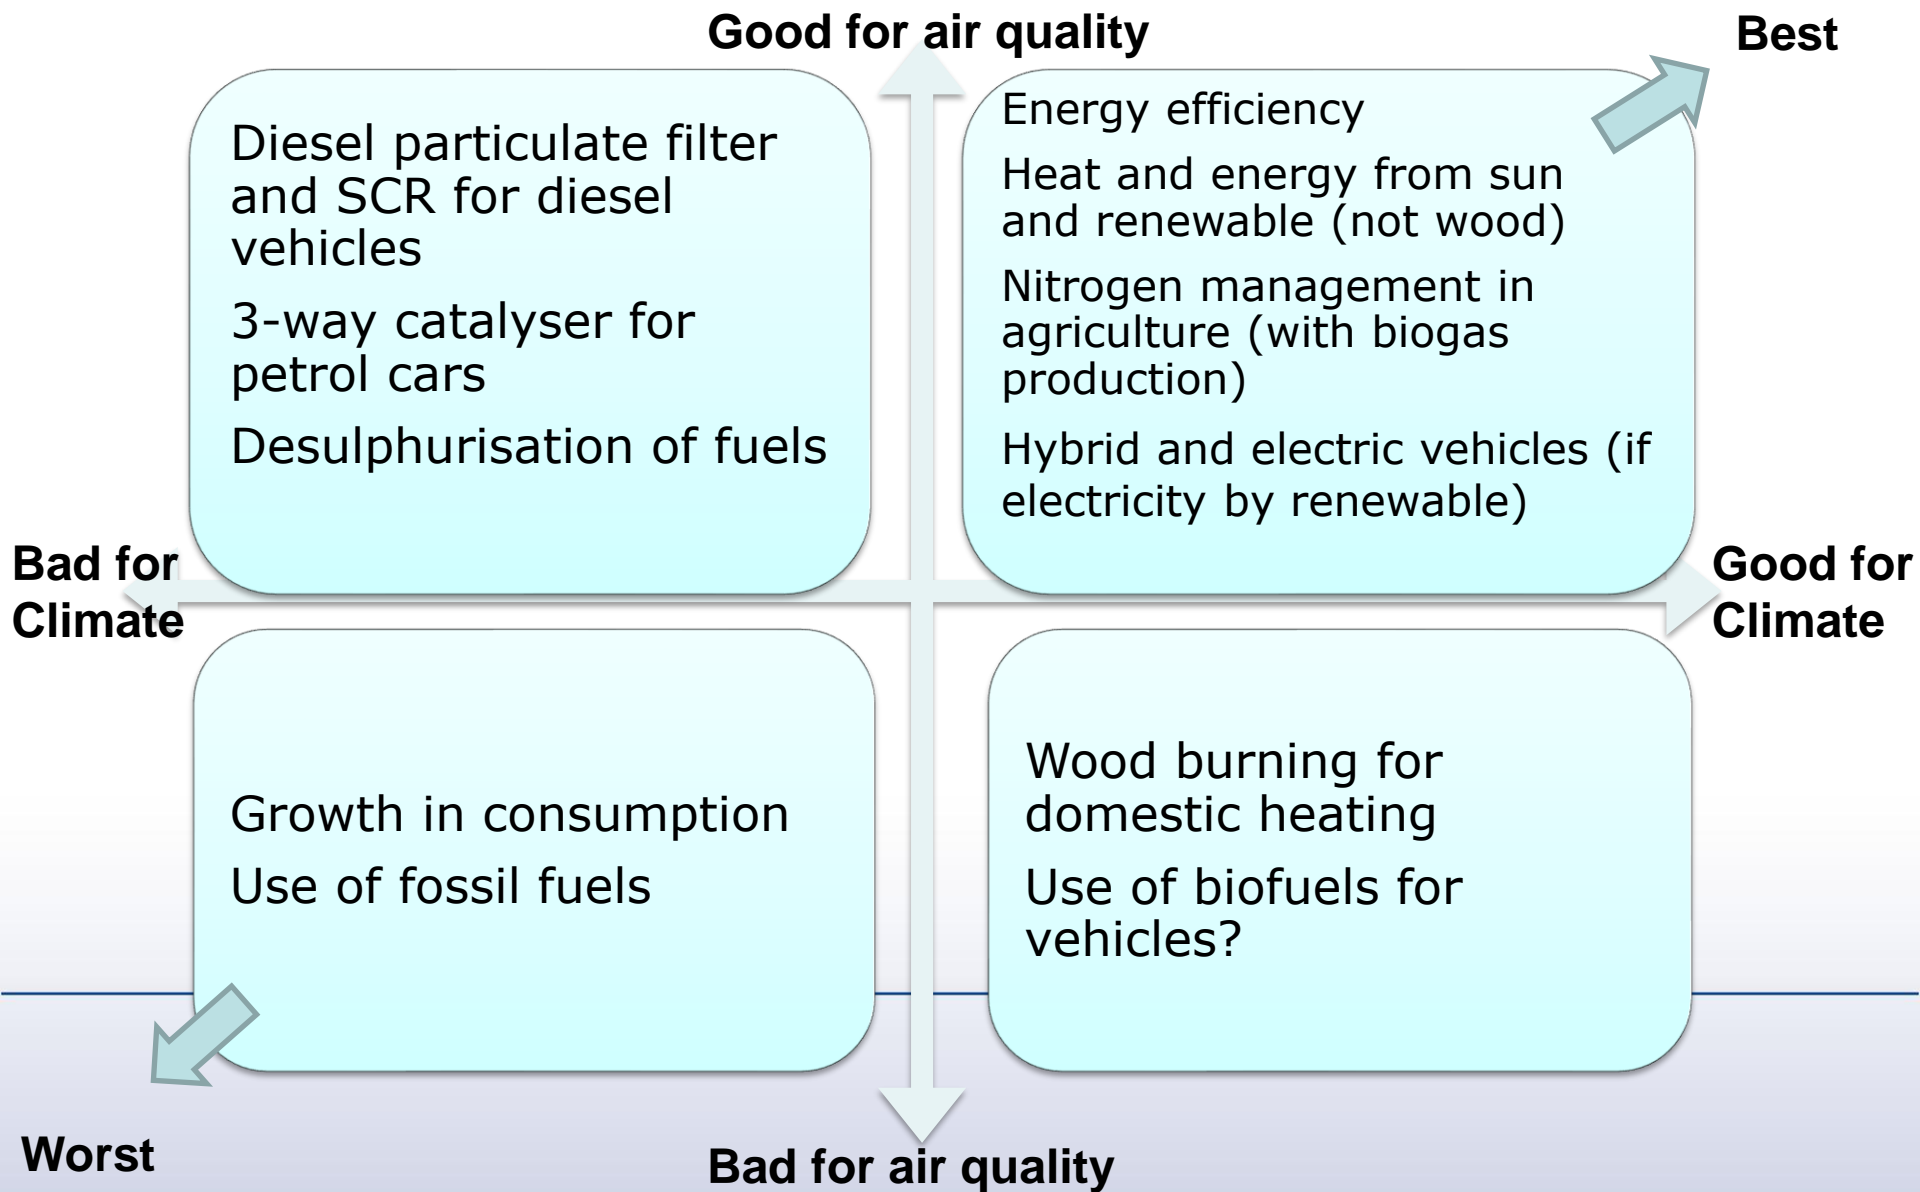 Good for air quality
Best
Diesel particulate filter
and SCR for diesel
vehicles
3-way catalyser for
petrol cars
Desulphurisation of fuels
Energy efficiency
Heat and energy from sun
and renewable (not wood)
Nitrogen management in
agriculture (with biogas
production)
Hybrid and electric vehicles (if
electricity by renewable)
Bad for
Climate
Good for
Climate
Growth in consumption
Use of fossil fuels
Wood burning for
domestic heating
Use of biofuels for
vehicles?
Worst
Bad for air quality